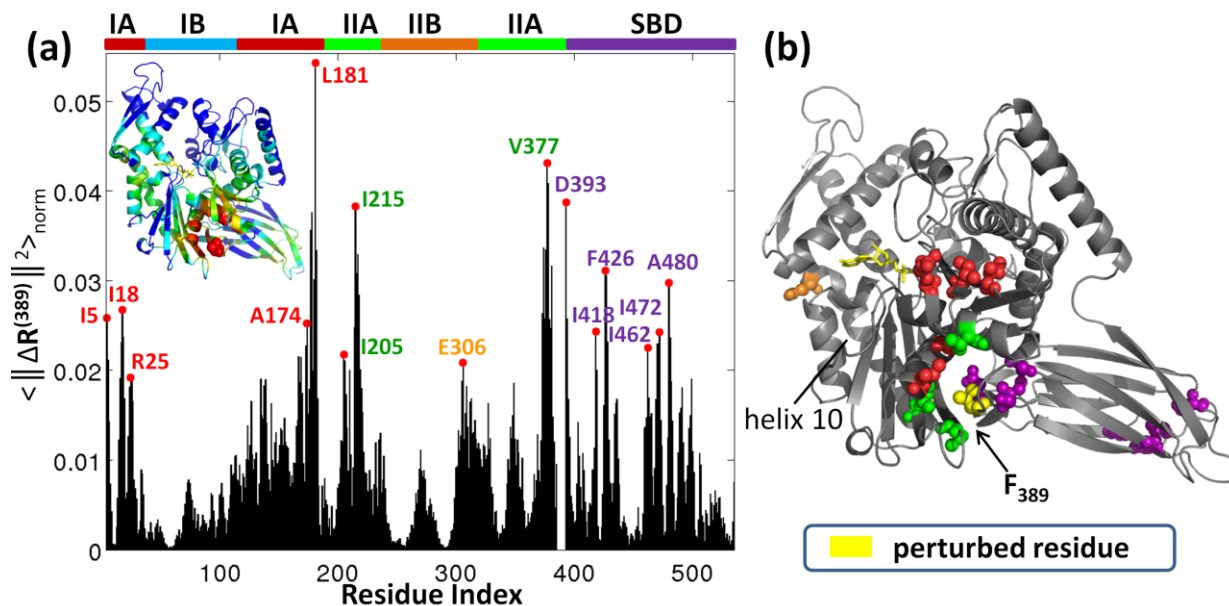 IA IB IA IIA IIB IIA SBD
(a)
(b)
< || ΔR(389) || 2>norm
0.05
0.04
0.03
0.02
0.01
0
L181
V377
I215
D393
F426
A480
I18
I5
A174
I472
I418
R25
I205
E306
I462
100 200 300 400 500
Residue Index
helix 10
F389
perturbed residue